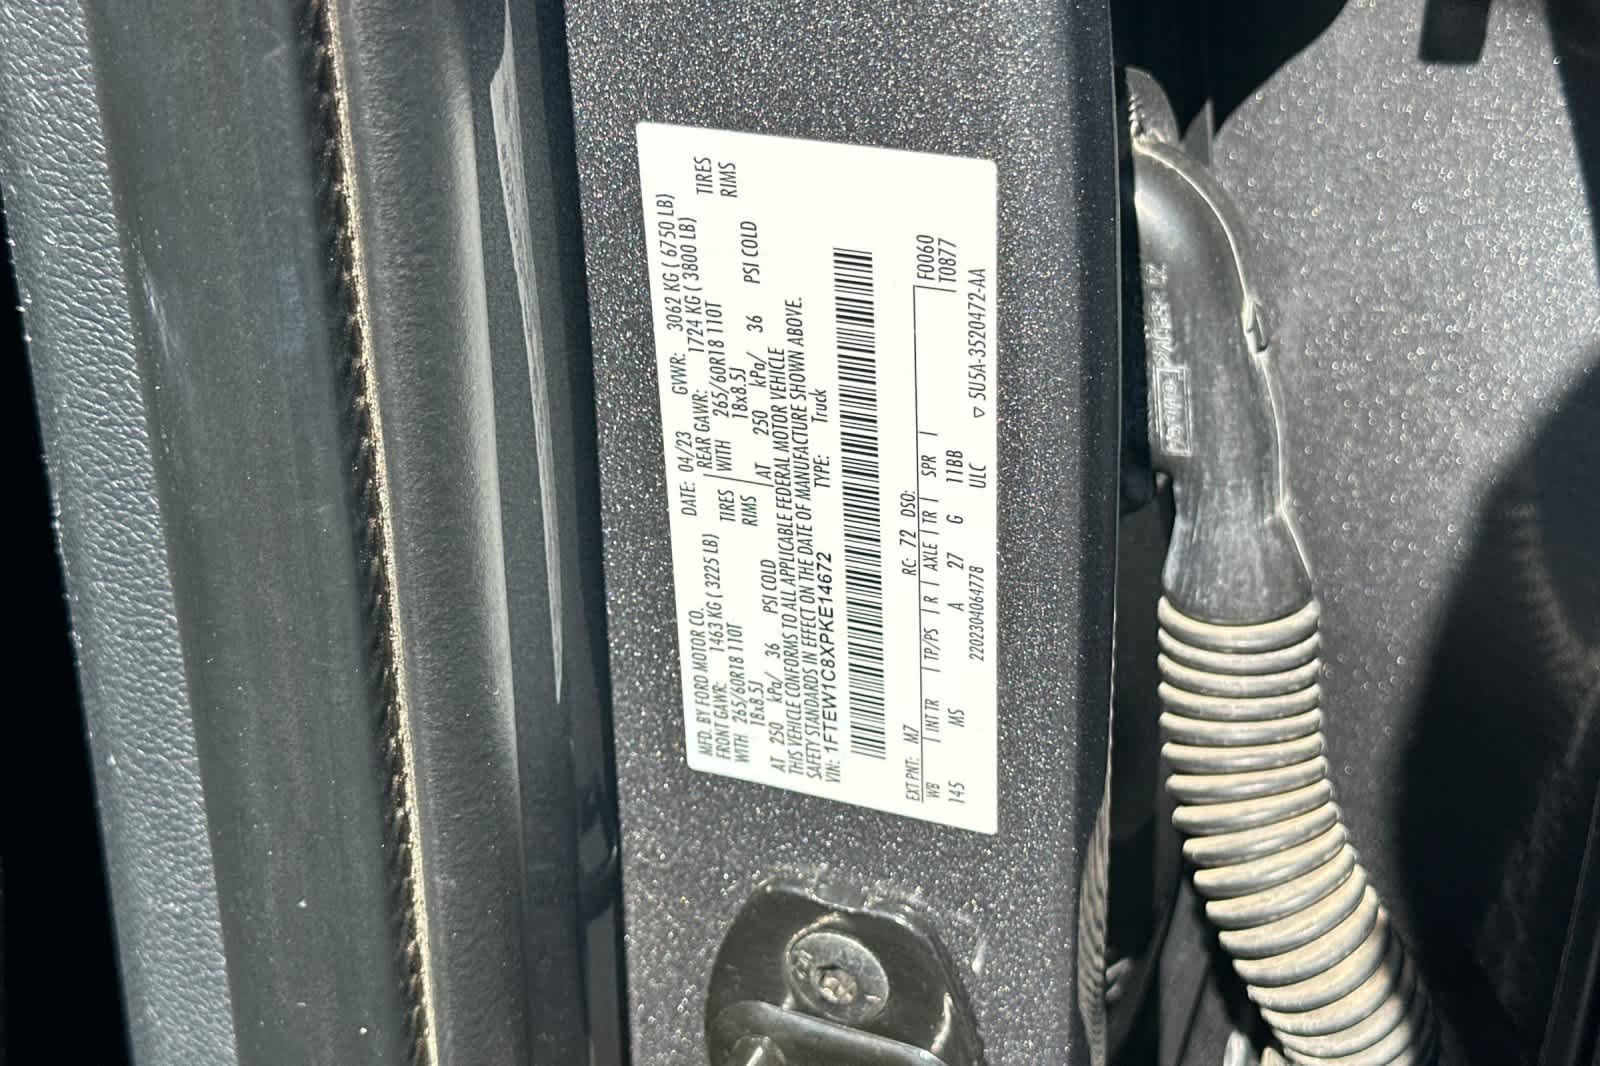 MFD. BY FORD MOTOR CO.
DATE: 04/23 GVWR: 3062 KG ( 6750 LB)
FRONT GAWR: 1463 KG ( 3225 LB) REAR GAWR: 1724 KG ( 3800 LB)
WITH 265/60R18 110T TIRES WITH 265/60R18 110T TIRES
18x8.5J RIMS 18x8.5J RIMS
AT 250 kPa/ 36 PSI COLD AT 250 kPa/ 36 PSI COLD
THIS VEHICLE CONFORMS TO ALL APPLICABLE FEDERAL MOTOR VEHICLE
SAFETY STANDARDS IN EFFECT ON THE DATE OF MANUFACTURE SHOWN ABOVE.
VIN: 1FTEW1C8XPKE14672 TYPE: Truck
EXT PNT: M7 RC: 72 DSO: F0060
WB INT TR TP/PS R AXLE TR SPR T0877
145 MS A 27 G 11BB
2202304064778 ULC 5U5A-3520472-AA